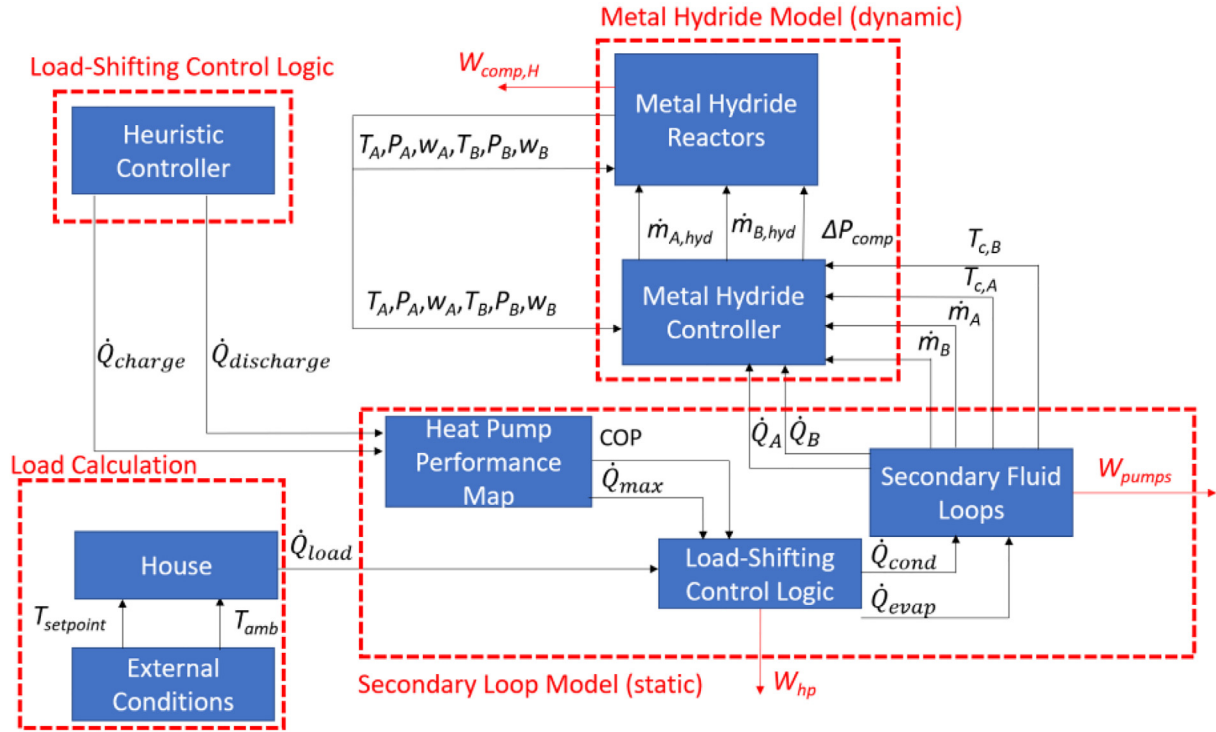 Metal Hydride Model (dynamic)
Load-Shifting Control Logic
W_comp,H
Heuristic
Controller
Metal Hydride
Reactors
T_A,P_A,w_A,T_B,P_B,w_B
ṁ_A,hyd
ṁ_B,hyd
ΔP_comp
T_c,B
T_c,A
ṁ_A
ṁ_B
Metal Hydride
Controller
T_A,P_A,w_A,T_B,P_B,w_B
Q̇_charge
Q̇_discharge
Q̇_A
Q̇_B
Heat Pump
Performance
Map
COP
Q̇_max
Secondary Fluid
Loops
W_pumps
Load Calculation
House
Q̇_load
Load-Shifting
Control Logic
Q̇_cond
Q̇_evap
T_setpoint
T_amb
External
Conditions
Secondary Loop Model (static)
W_hp